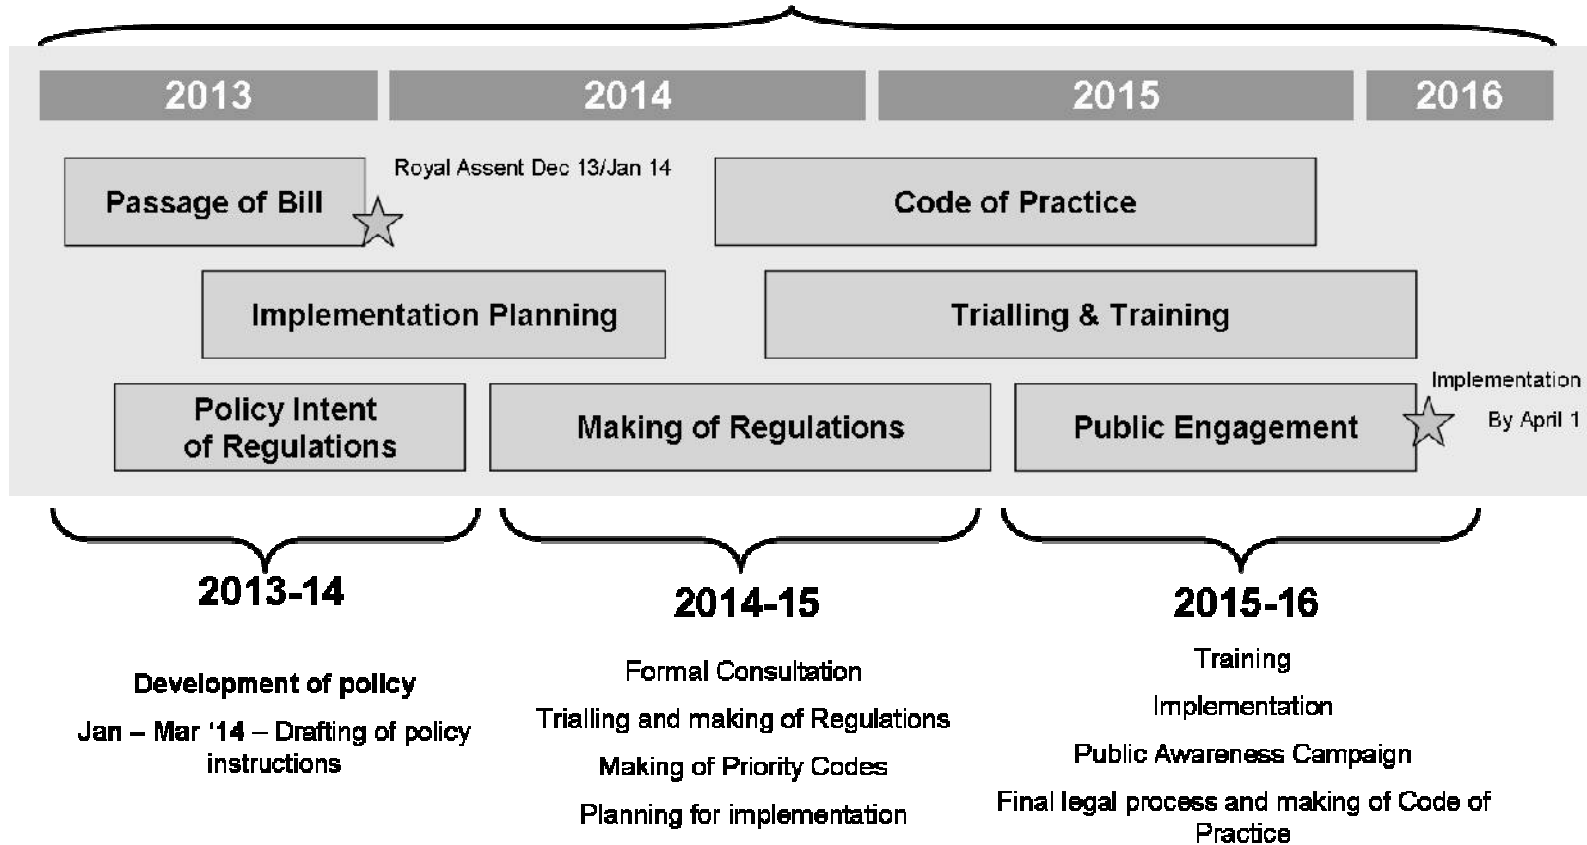 2013
2014
2015
2016
Royal Assent Dec 13/Jan 14
Passage of Bill
Code of Practice
Implementation Planning
Trialling & Training
Implementation
By April 1
Policy Intent
of Regulations
Making of Regulations
Public Engagement
2013-14
Development of policy
Jan – Mar ‘14 – Drafting of policy
instructions
2014-15
Formal Consultation
Trialling and making of Regulations
Making of Priority Codes
Planning for implementation
2015-16
Training
Implementation
Public Awareness Campaign
Final legal process and making of Code of
Practice